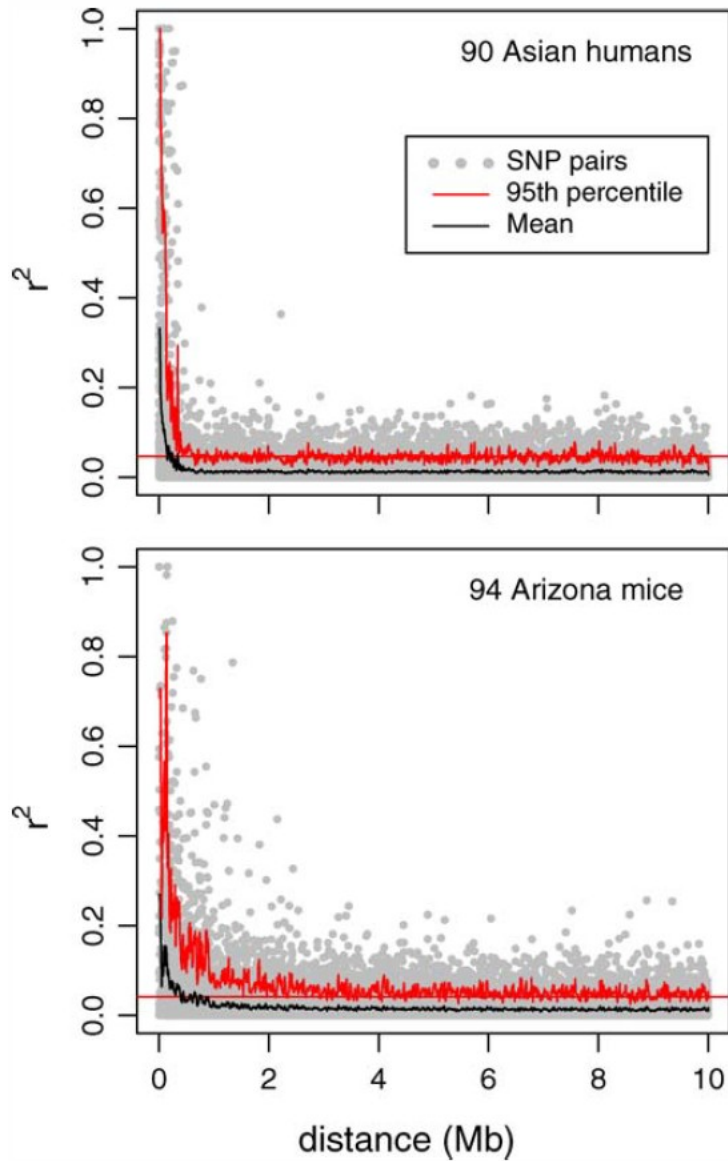 90 Asian humans
SNP pairs
95th percentile
Mean
r²
1.0
0.8
0.6
0.4
0.2
0.0
94 Arizona mice
r²
1.0
0.8
0.6
0.4
0.2
0.0
0 2 4 6 8 10
distance (Mb)